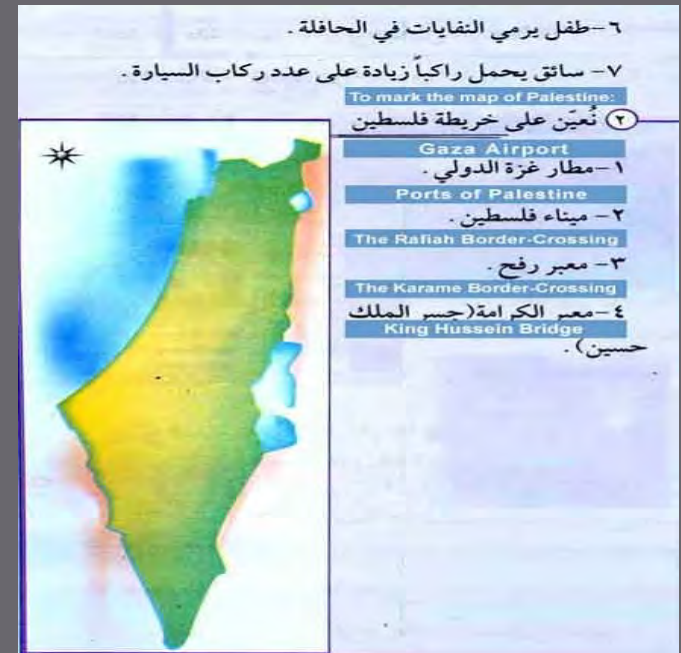 ٦-طفل يرمي النفايات في الحافلة .
٧- سائق يحمل راكباً زيادة على عدد ركاب السيارة .
To mark the map of Palestine:
٢ نُعيّن على خريطة فلسطين
Gaza Airport
١-مطار غزة الدولي .
Ports of Palestine
٢- ميناء فلسطين .
The Rafiah Border-Crossing
٣- معبر رفح .
The Karame Border-Crossing
٤-معبر الكرامة(جسر الملك
King Hussein Bridge
حسين) .